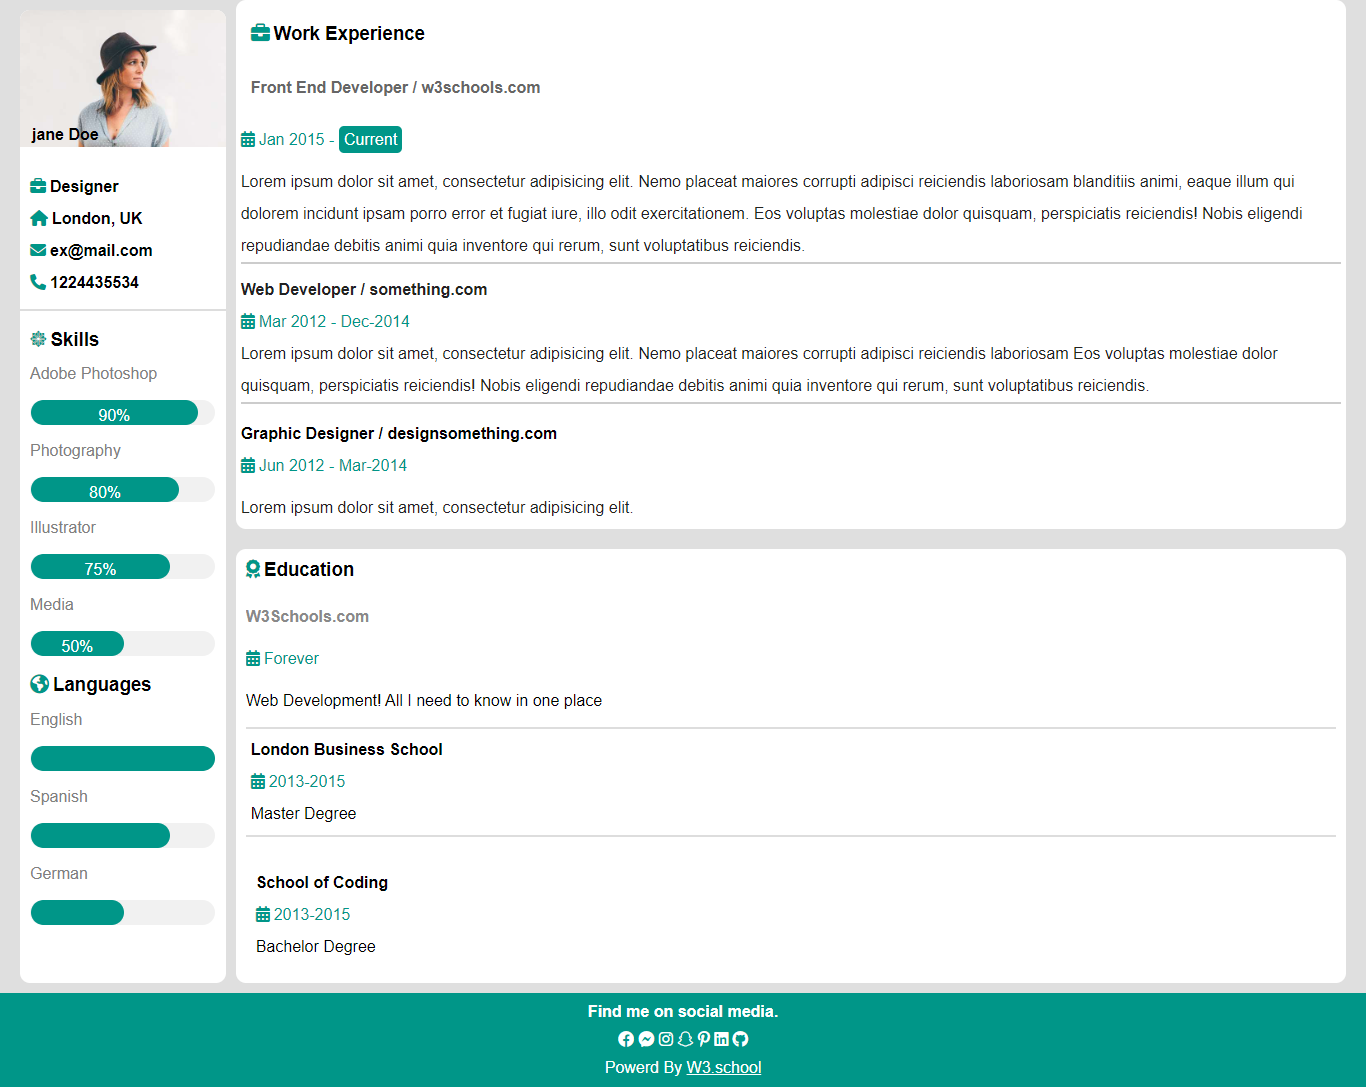 jane Doe
Designer
London, UK
ex@mail.com
1224435534
Skills
Adobe Photoshop
90%
Photography
80%
Illustrator
75%
Media
50%
Languages
English
Spanish
German
Work Experience
Front End Developer / w3schools.com
Jan 2015 - Current
Lorem ipsum dolor sit amet, consectetur adipisicing elit. Nemo placeat maiores corrupti adipisci reiciendis laboriosam blanditiis animi, eaque illum qui
dolorem incidunt ipsam porro error et fugiat iure, illo odit exercitationem. Eos voluptas molestiae dolor quisquam, perspiciatis reiciendis! Nobis eligendi
repudiandae debitis animi quia inventore qui rerum, sunt voluptatibus reiciendis.
Web Developer / something.com
Mar 2012 - Dec-2014
Lorem ipsum dolor sit amet, consectetur adipisicing elit. Nemo placeat maiores corrupti adipisci reiciendis laboriosam Eos voluptas molestiae dolor
quisquam, perspiciatis reiciendis! Nobis eligendi repudiandae debitis animi quia inventore qui rerum, sunt voluptatibus reiciendis.
Graphic Designer / designsomething.com
Jun 2012 - Mar-2014
Lorem ipsum dolor sit amet, consectetur adipisicing elit.
Education
W3Schools.com
Forever
Web Development! All I need to know in one place
London Business School
2013-2015
Master Degree
School of Coding
2013-2015
Bachelor Degree
Find me on social media.
Powerd By W3.school